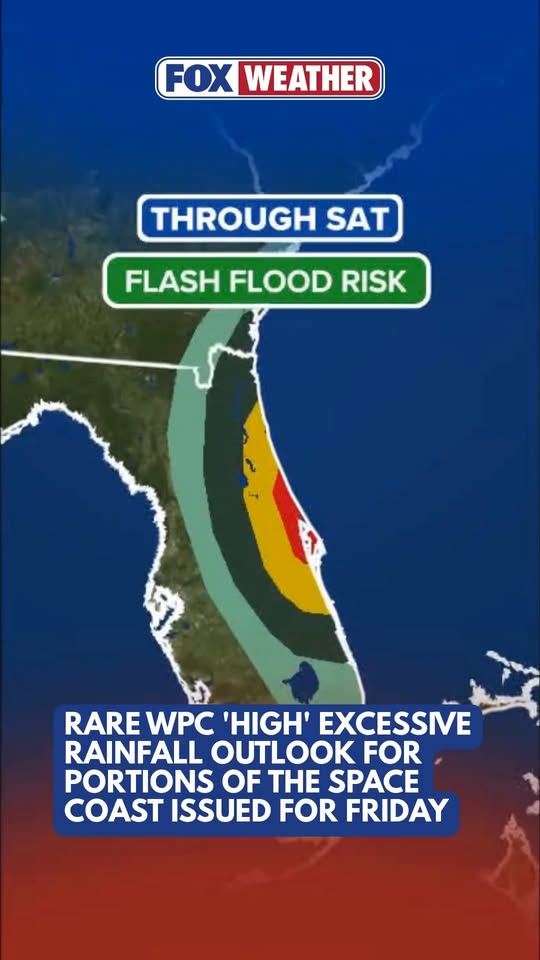 FOX WEATHER
THROUGH SAT
FLASH FLOOD RISK
RARE WPC 'HIGH' EXCESSIVE
RAINFALL OUTLOOK FOR
PORTIONS OF THE SPACE
COAST ISSUED FOR FRIDAY